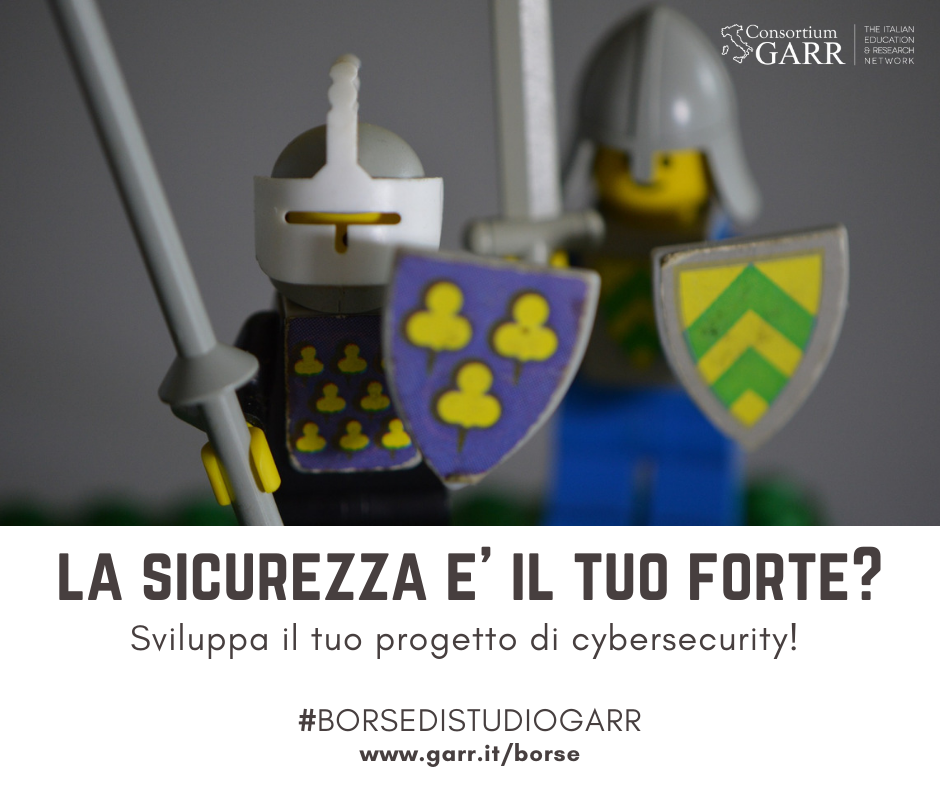 Consortium
GARR
THE ITALIAN
EDUCATION
& RESEARCH
NETWORK
LA SICUREZZA E' IL TUO FORTE?
Sviluppa il tuo progetto di cybersecurity!
#BORSEDISTUDIOGARR
www.garr.it/borse